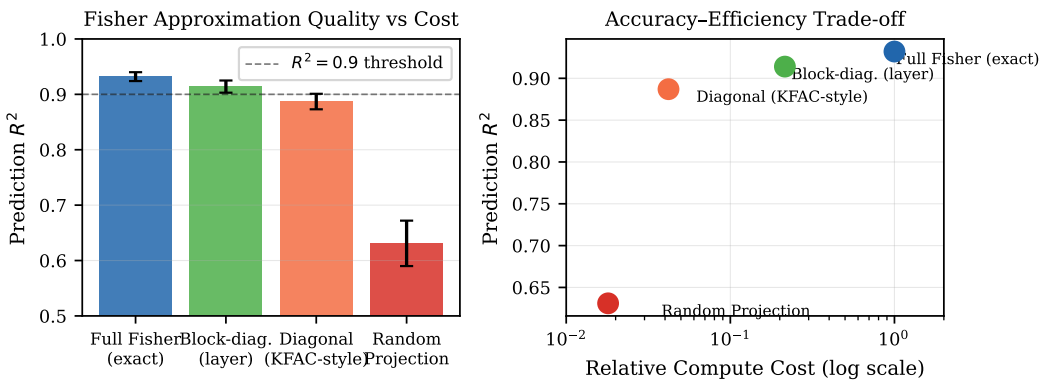 Fisher Approximation Quality vs Cost
Prediction R²
1.0
0.9
0.8
0.7
0.6
0.5
R² = 0.9 threshold
Full Fisher
(exact)
Block-diag.
(layer)
Diagonal
(KFAC-style)
Random
Projection
Accuracy–Efficiency Trade-off
Prediction R²
0.90
0.85
0.80
0.75
0.70
0.65
Full Fisher (exact)
Block-diag. (layer)
Diagonal (KFAC-style)
Random Projection
10⁻²
10⁻¹
10⁰
Relative Compute Cost (log scale)